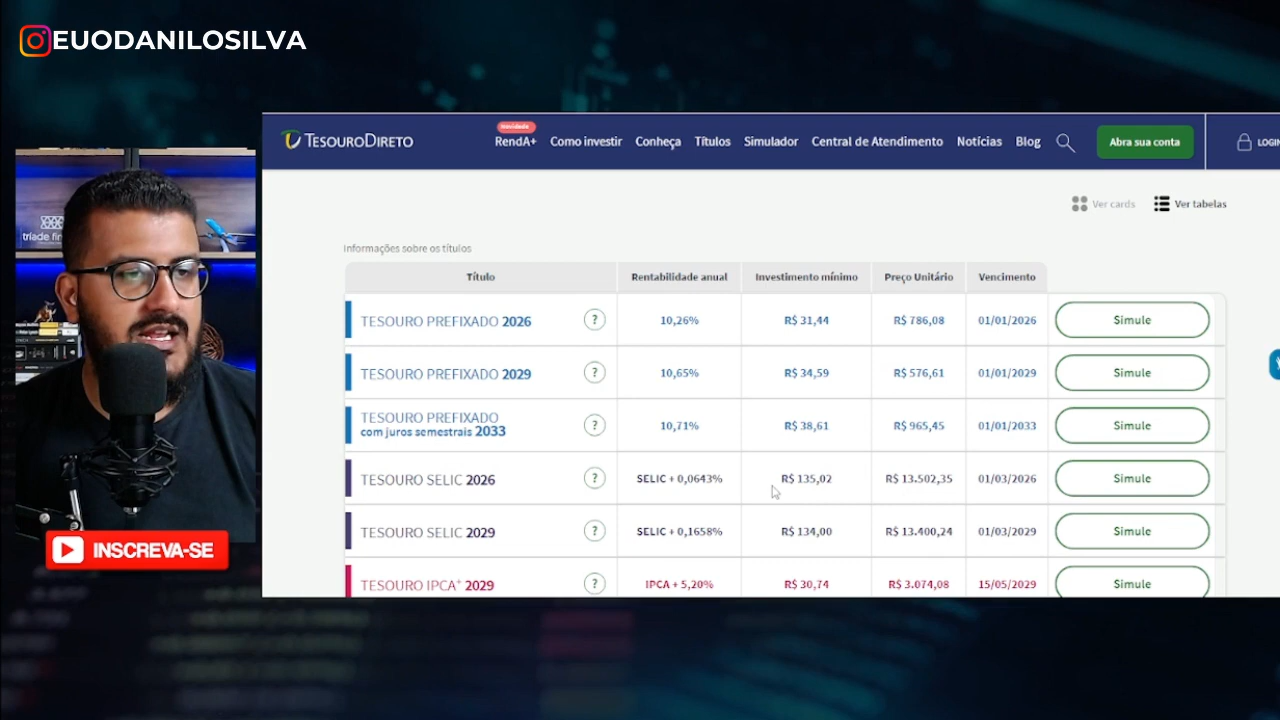 EUODANILOSILVA
TESOURODIRETO
Novidade
RendA+ Como investir Conheça Títulos Simulador Central de Atendimento Notícias Blog Abra sua conta
Ver cards Ver tabelas
Informações sobre os títulos
Título Rentabilidade anual Investimento mínimo Preço Unitário Vencimento
TESOURO PREFIXADO 2026 ? 10,26% R$ 31,44 R$ 786,08 01/01/2026 Simule
TESOURO PREFIXADO 2029 ? 10,65% R$ 34,59 R$ 576,61 01/01/2029 Simule
TESOURO PREFIXADO
com juros semestrais 2033 ? 10,71% R$ 38,61 R$ 965,45 01/01/2033 Simule
TESOURO SELIC 2026 ? SELIC + 0,0643% R$ 135,02 R$ 13.502,35 01/03/2026 Simule
TESOURO SELIC 2029 ? SELIC + 0,1658% R$ 134,00 R$ 13.400,24 01/03/2029 Simule
TESOURO IPCA+ 2029 ? IPCA + 5,20% R$ 30,74 R$ 3.074,08 15/05/2029 Simule
tríade
INSCREVA-SE